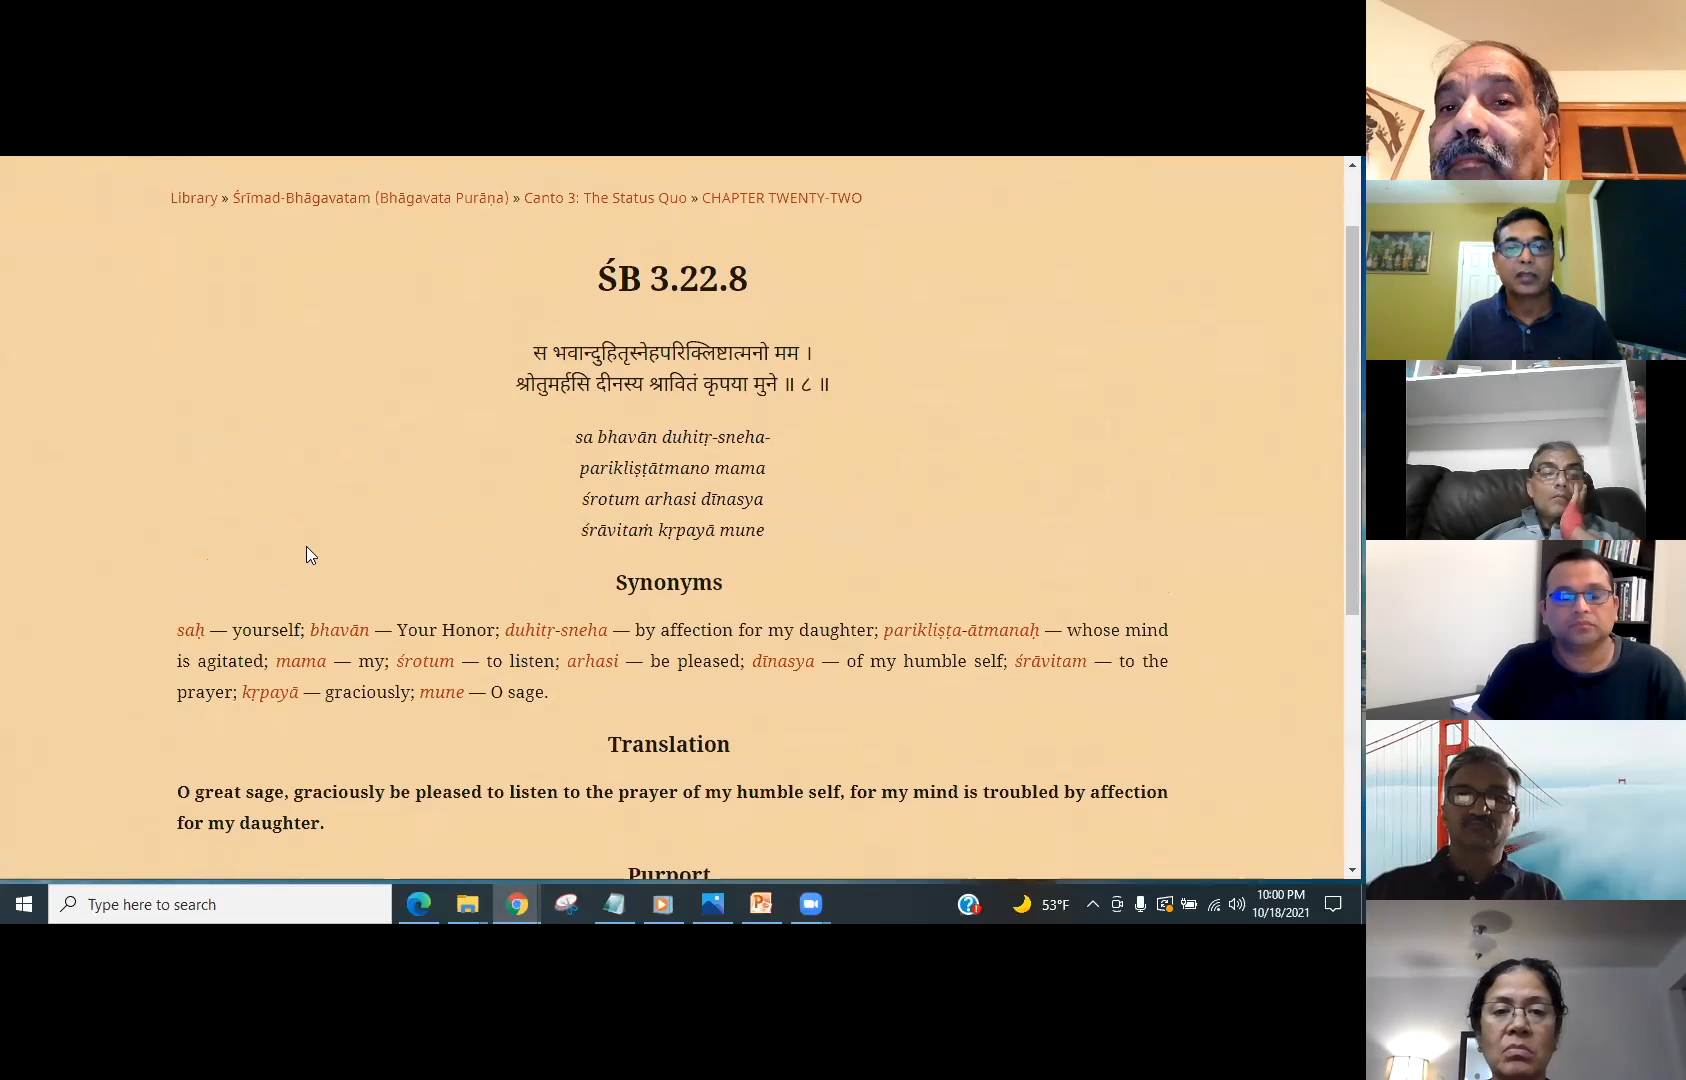 Library » Śrīmad-Bhāgavatam (Bhāgavata Purāṇa) » Canto 3: The Status Quo » CHAPTER TWENTY-TWO
ŚB 3.22.8
स भवान्दुहितृस्नेहपरिक्लिष्टात्मनो मम ।
श्रोतुमर्हसि दीनस्य श्रावितं कृपया मुने ॥ ८ ॥
sa bhavān duhitṛ-sneha-
parikliṣṭātmano mama
śrotum arhasi dīnasya
śrāvitaṁ kṛpayā mune
Synonyms
saḥ — yourself; bhavān — Your Honor; duhitṛ-sneha — by affection for my daughter; parikliṣṭa-ātmanaḥ — whose mind
is agitated; mama — my; śrotum — to listen; arhasi — be pleased; dīnasya — of my humble self; śrāvitam — to the
prayer; kṛpayā — graciously; mune — O sage.
Translation
O great sage, graciously be pleased to listen to the prayer of my humble self, for my mind is troubled by affection
for my daughter.
Purport
Type here to search
53°F
10:00 PM
10/18/2021